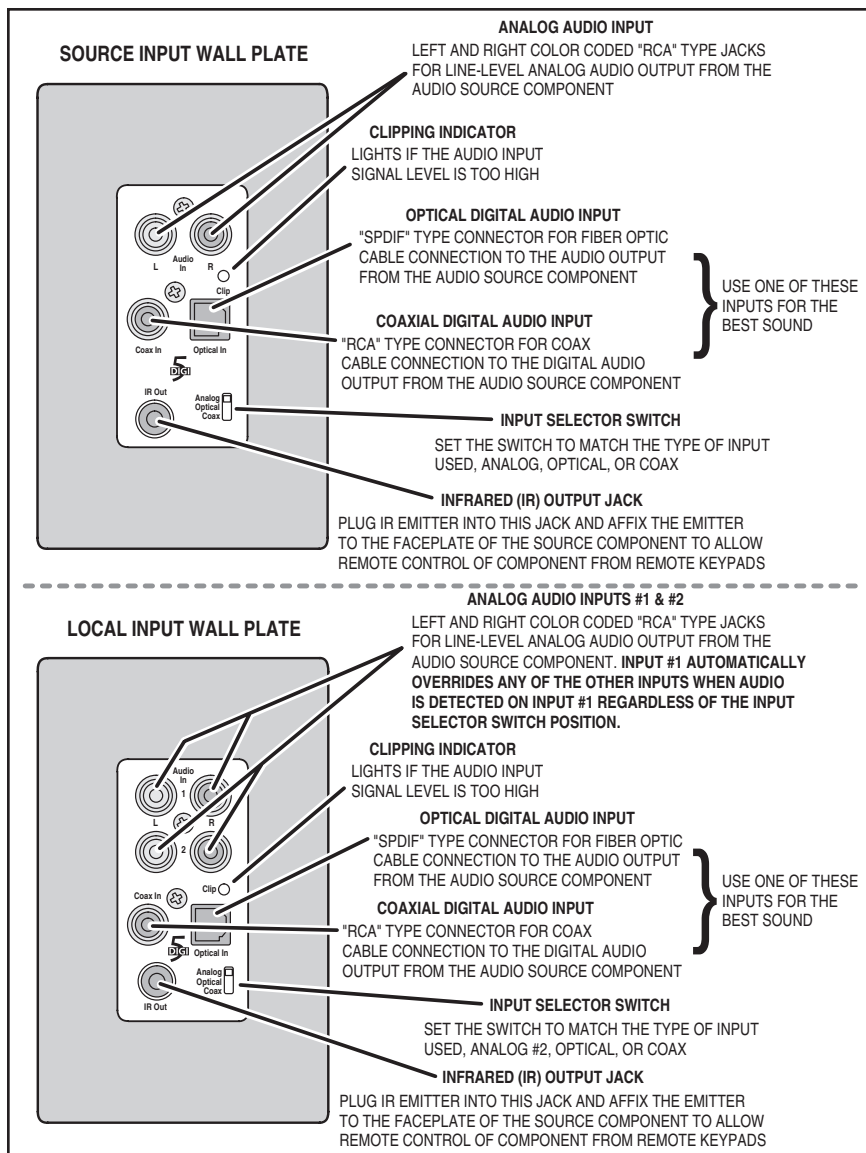 SOURCE INPUT WALL PLATE
ANALOG AUDIO INPUT
LEFT AND RIGHT COLOR CODED "RCA" TYPE JACKS
FOR LINE-LEVEL ANALOG AUDIO OUTPUT FROM THE
AUDIO SOURCE COMPONENT
CLIPPING INDICATOR
LIGHTS IF THE AUDIO INPUT
SIGNAL LEVEL IS TOO HIGH
OPTICAL DIGITAL AUDIO INPUT
"SPDIF" TYPE CONNECTOR FOR FIBER OPTIC
CABLE CONNECTION TO THE AUDIO OUTPUT
FROM THE AUDIO SOURCE COMPONENT
USE ONE OF THESE
INPUTS FOR THE
BEST SOUND
COAXIAL DIGITAL AUDIO INPUT
"RCA" TYPE CONNECTOR FOR COAX
CABLE CONNECTION TO THE DIGITAL AUDIO
OUTPUT FROM THE AUDIO SOURCE COMPONENT
INPUT SELECTOR SWITCH
SET THE SWITCH TO MATCH THE TYPE OF INPUT
USED, ANALOG, OPTICAL, OR COAX
INFRARED (IR) OUTPUT JACK
PLUG IR EMITTER INTO THIS JACK AND AFFIX THE EMITTER
TO THE FACEPLATE OF THE SOURCE COMPONENT TO ALLOW
REMOTE CONTROL OF COMPONENT FROM REMOTE KEYPADS
L
Audio
In
R
Clip
Coax In
Optical In
5
DIGI
IR Out
Analog
Optical
Coax
LOCAL INPUT WALL PLATE
ANALOG AUDIO INPUTS #1 & #2
LEFT AND RIGHT COLOR CODED "RCA" TYPE JACKS
FOR LINE-LEVEL ANALOG AUDIO OUTPUT FROM THE
AUDIO SOURCE COMPONENT. INPUT #1 AUTOMATICALLY
OVERRIDES ANY OF THE OTHER INPUTS WHEN AUDIO
IS DETECTED ON INPUT #1 REGARDLESS OF THE INPUT
SELECTOR SWITCH POSITION.
CLIPPING INDICATOR
LIGHTS IF THE AUDIO INPUT
SIGNAL LEVEL IS TOO HIGH
OPTICAL DIGITAL AUDIO INPUT
"SPDIF" TYPE CONNECTOR FOR FIBER OPTIC
CABLE CONNECTION TO THE AUDIO OUTPUT
FROM THE AUDIO SOURCE COMPONENT
USE ONE OF THESE
INPUTS FOR THE
BEST SOUND
COAXIAL DIGITAL AUDIO INPUT
"RCA" TYPE CONNECTOR FOR COAX
CABLE CONNECTION TO THE DIGITAL AUDIO
OUTPUT FROM THE AUDIO SOURCE COMPONENT
INPUT SELECTOR SWITCH
SET THE SWITCH TO MATCH THE TYPE OF INPUT
USED, ANALOG #2, OPTICAL, OR COAX
INFRARED (IR) OUTPUT JACK
PLUG IR EMITTER INTO THIS JACK AND AFFIX THE EMITTER
TO THE FACEPLATE OF THE SOURCE COMPONENT TO ALLOW
REMOTE CONTROL OF COMPONENT FROM REMOTE KEYPADS
Audio
In
1
L
R
2
Clip
Coax In
5
DIGI
Optical In
Analog
Optical
Coax
IR Out